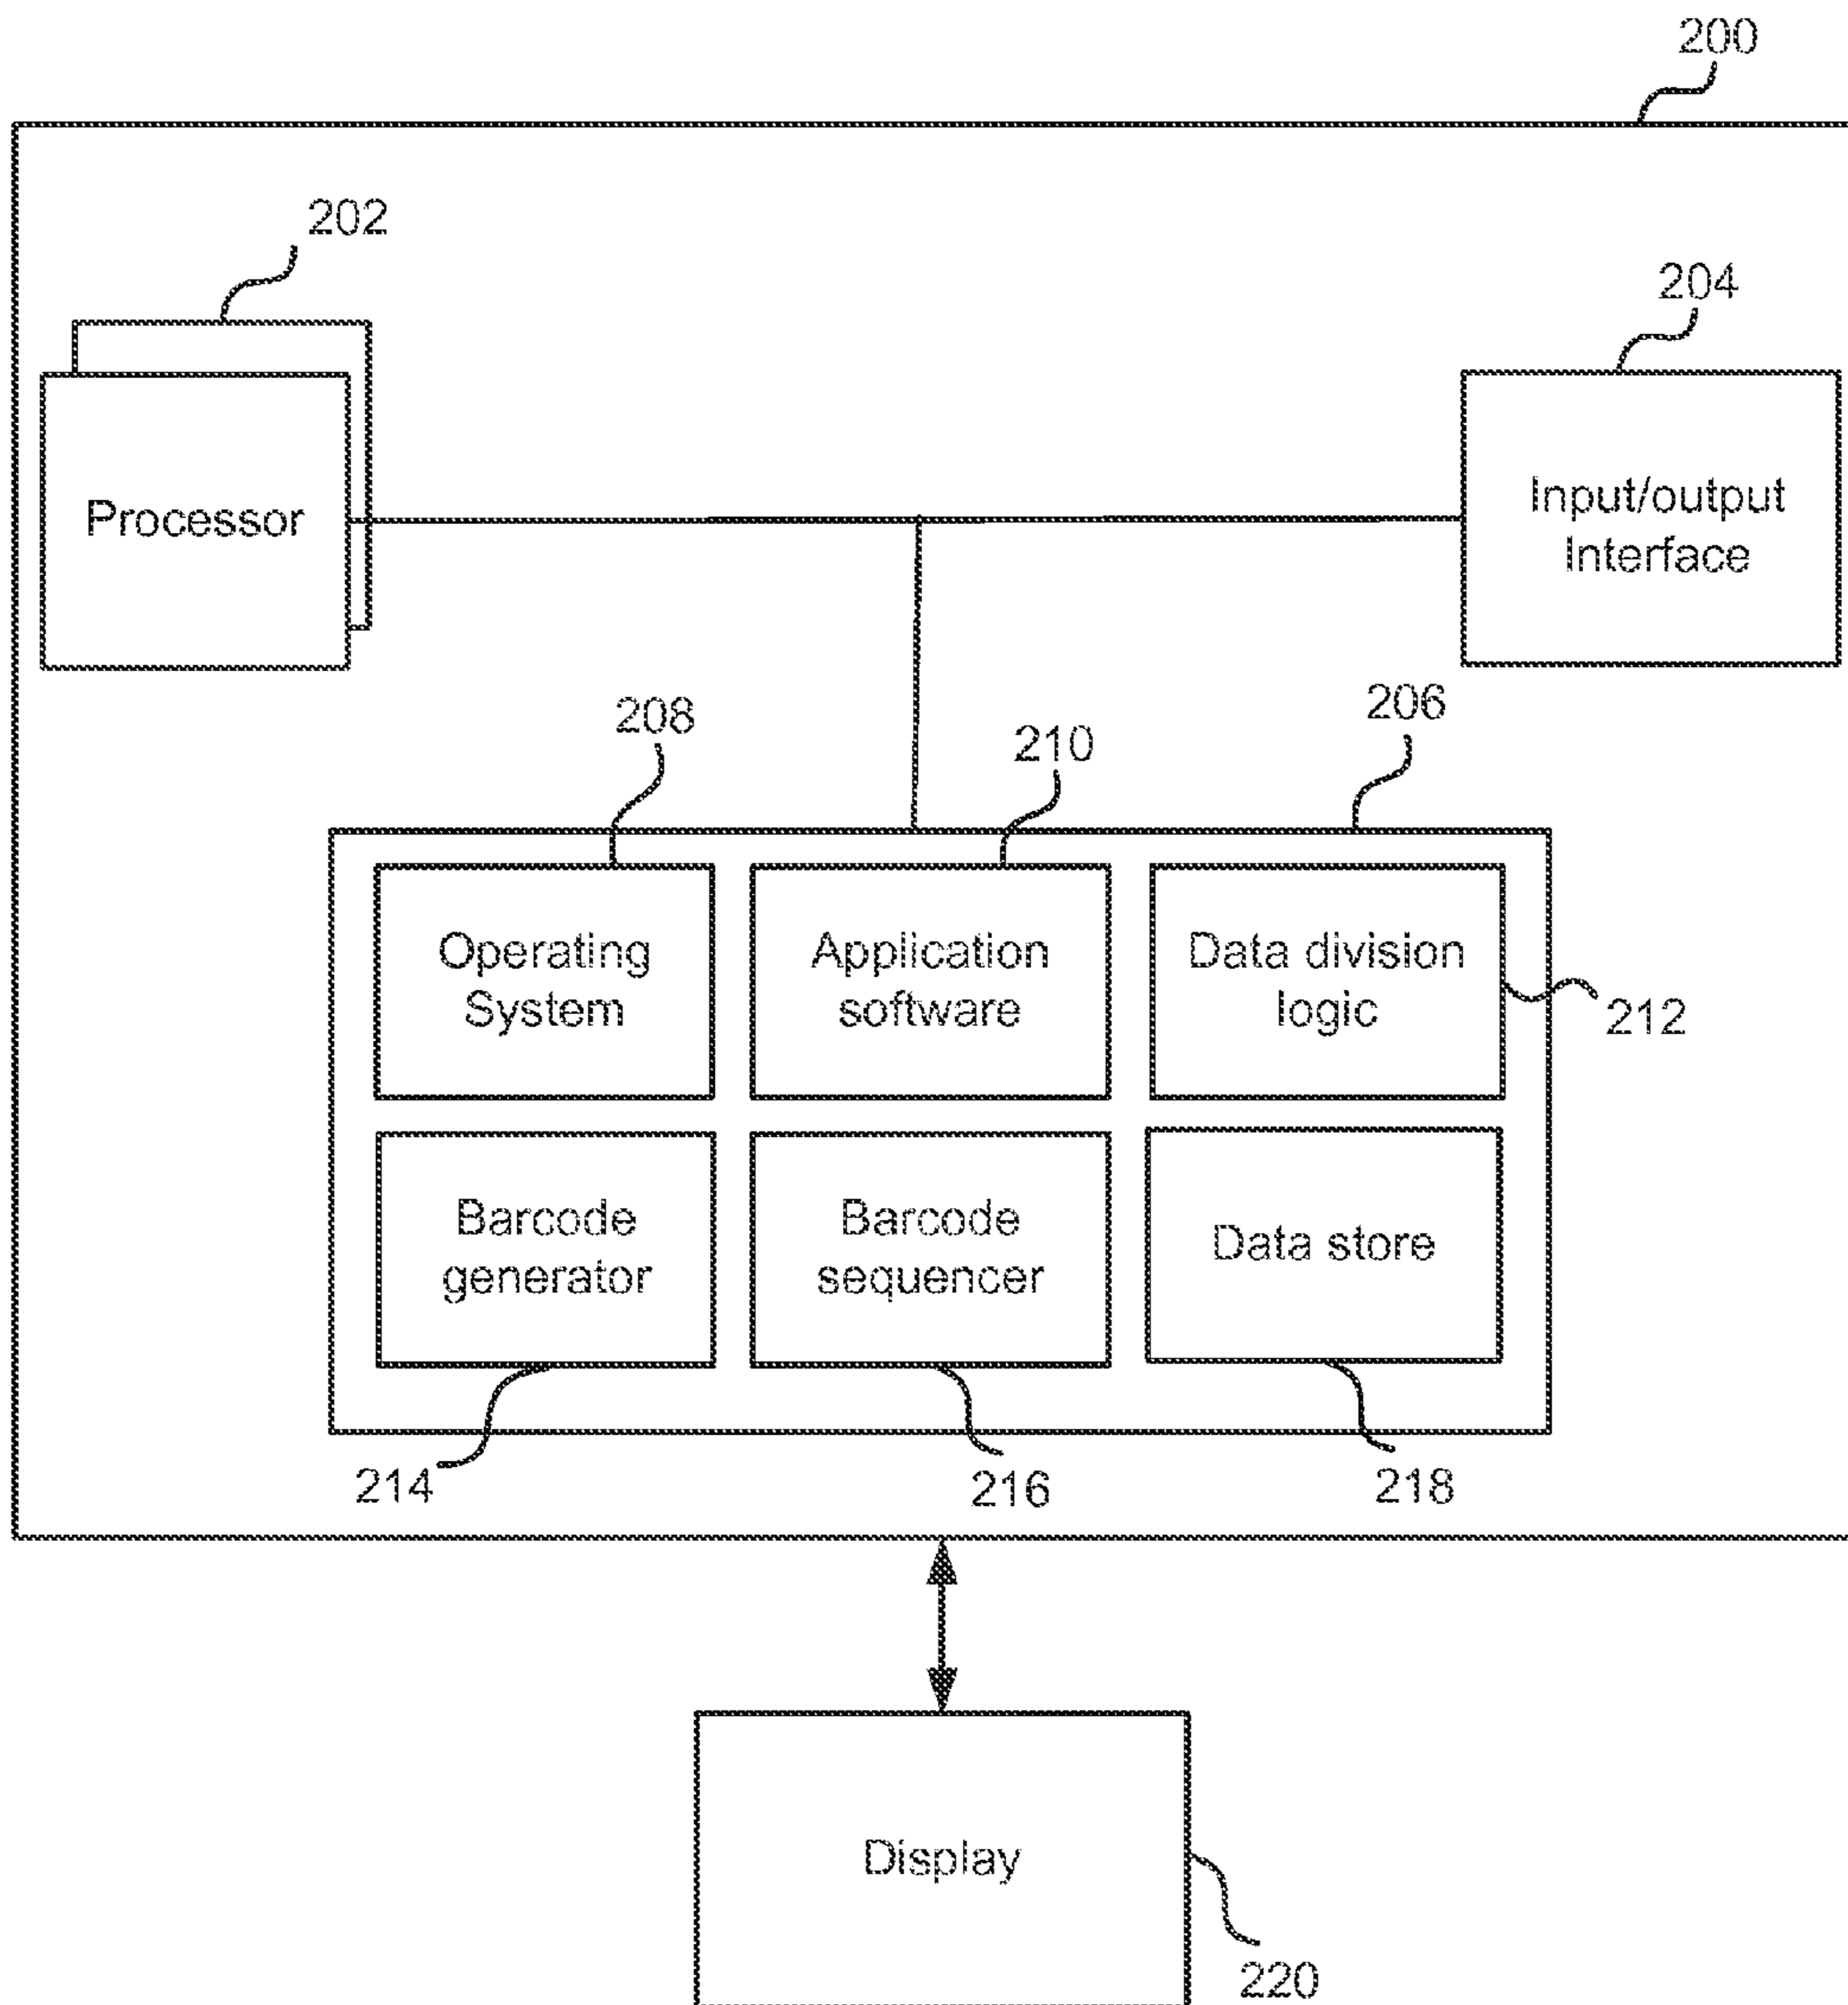 200
202
204
Processor
Input/output
Interface
208
210
206
Operating
System
Application
software
Data division
logic
212
Barcode
generator
Barcode
sequencer
Data store
214
216
218
Display
220